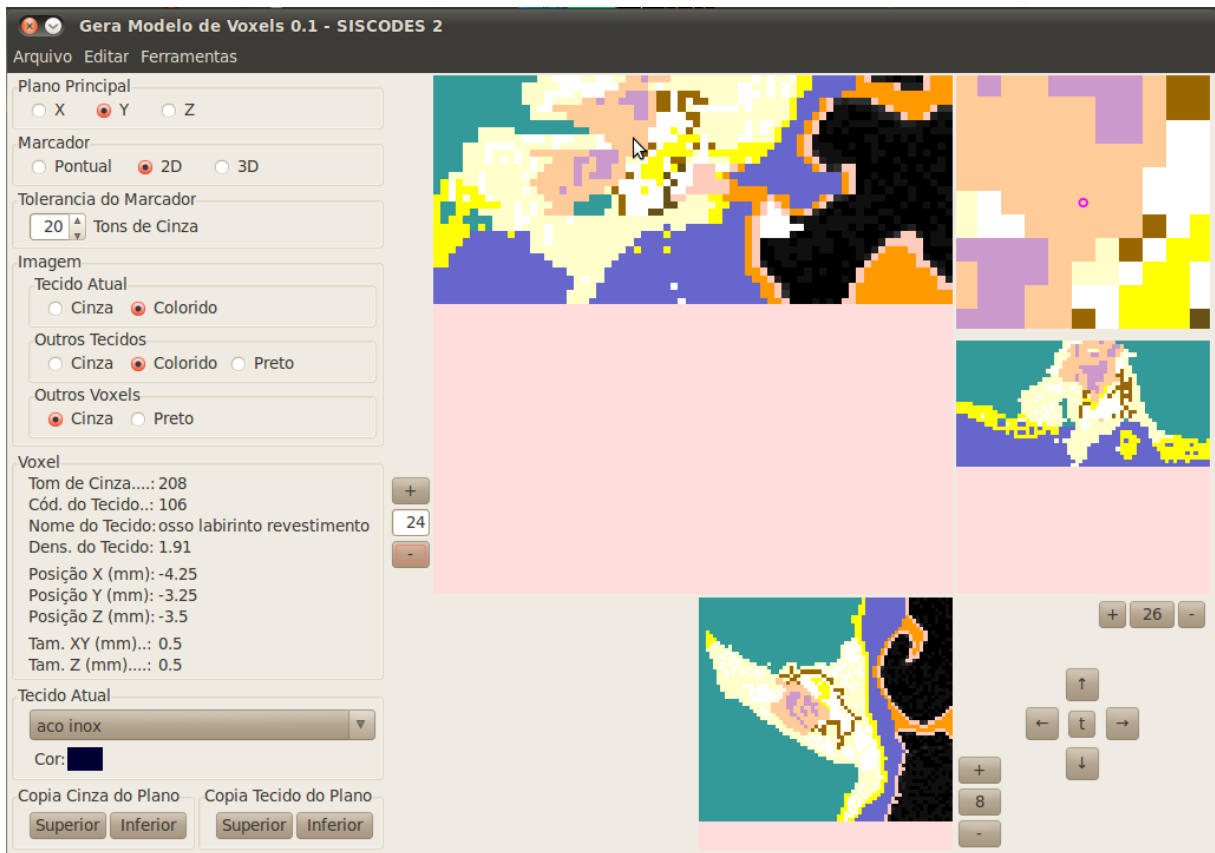 Gera Modelo de Voxels 0.1 - SISCODES 2
Arquivo Editar Ferramentas
Plano Principal
X Y Z
Marcador
Pontual 2D 3D
Tolerancia do Marcador
20 Tons de Cinza
Imagem
Tecido Atual
Cinza Colorido
Outros Tecidos
Cinza Colorido Preto
Outros Voxels
Cinza Preto
Voxel
Tom de Cinza....: 208
Cód. do Tecido..: 106
Nome do Tecido: osso labirinto revestimento
Dens. do Tecido: 1.91
Posição X (mm): -4.25
Posição Y (mm): -3.25
Posição Z (mm): -3.5
Tam. XY (mm)..: 0.5
Tam. Z (mm)....: 0.5
Tecido Atual
aco inox
Cor:
Copia Cinza do Plano
Superior Inferior
Copia Tecido do Plano
Superior Inferior
+
24
-
+ 26 -
↑
← t →
↓
+
8
-